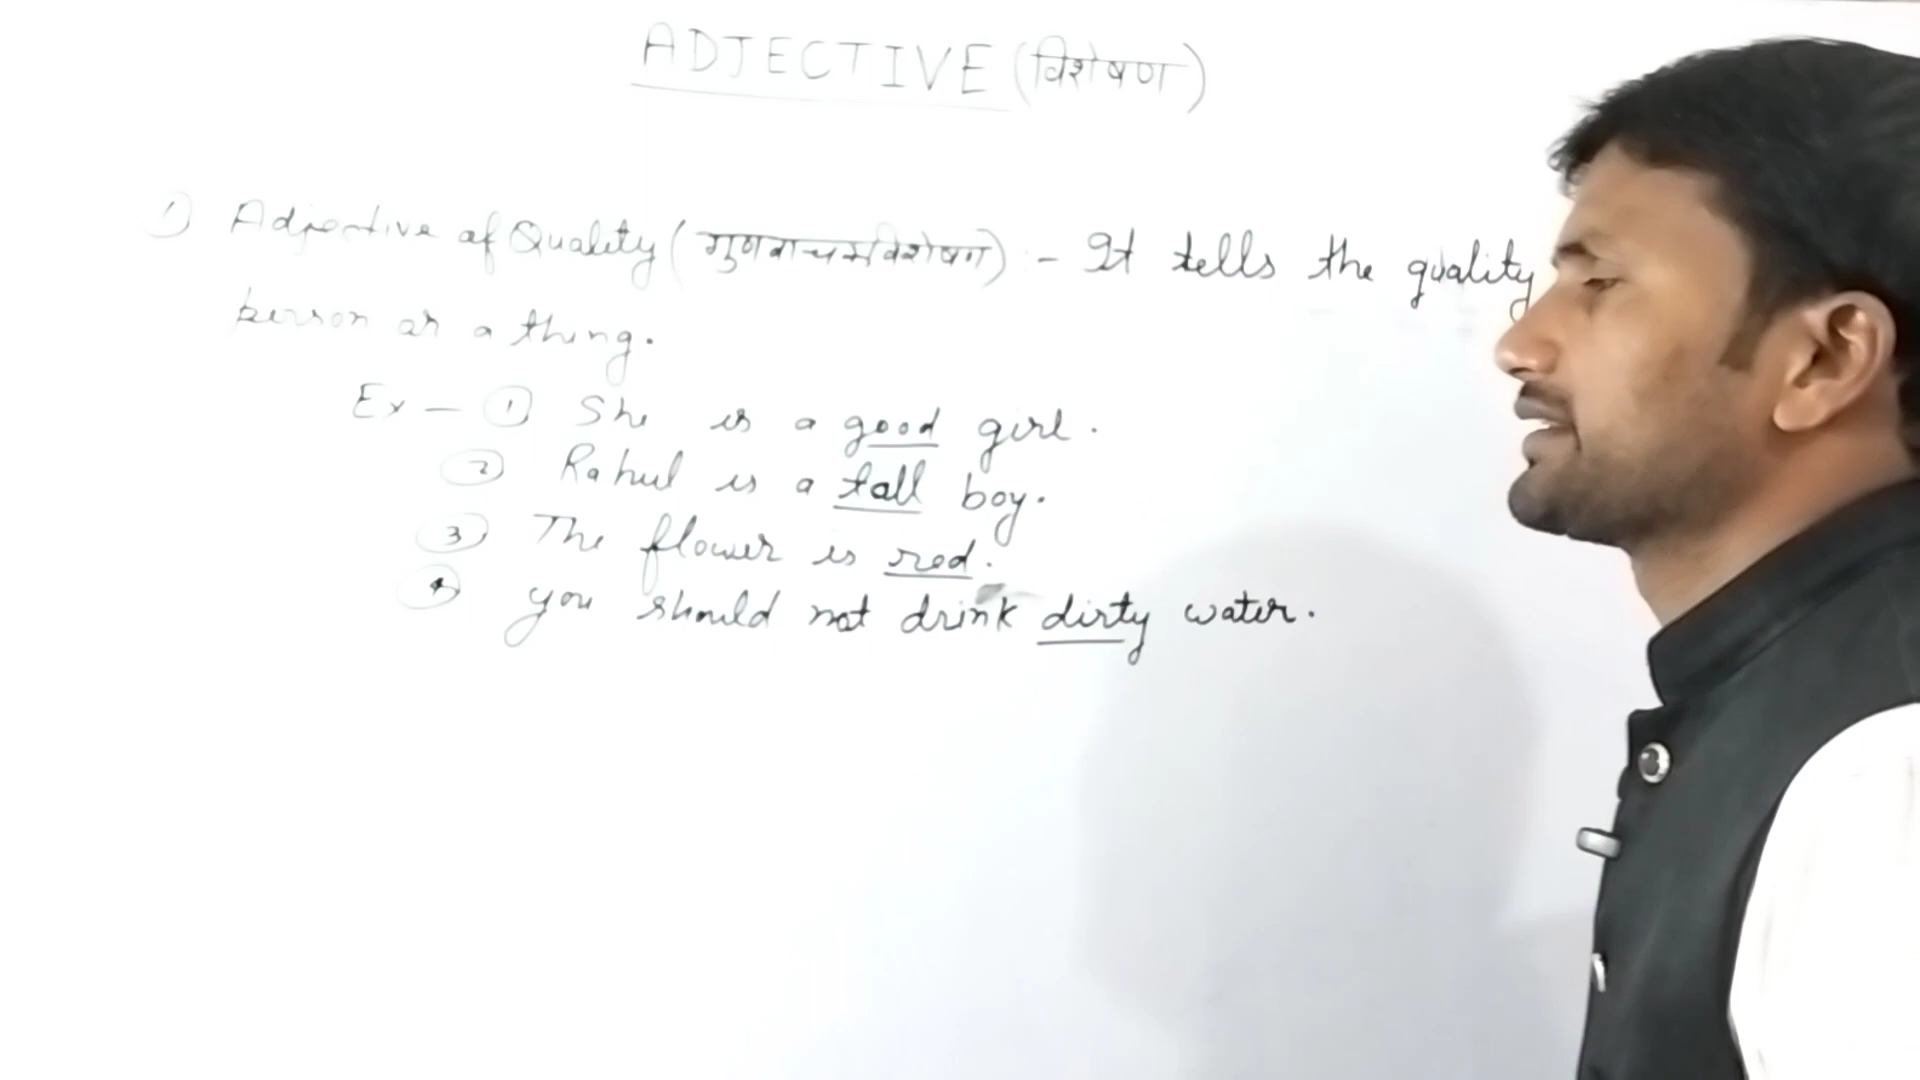 ADJECTIVE (विशेषण)
1) Adjective of Quality (गुणवाचक विशेषण) - It tells the quality
person or a thing.
Ex - ① She is a good girl.
② Rahul is a tall boy.
③ The flower is red.
④ you should not drink dirty water.